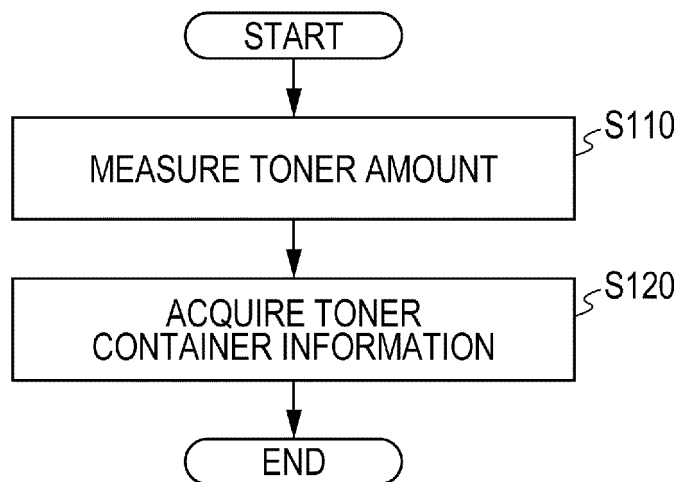 START
S110
MEASURE TONER AMOUNT
S120
ACQUIRE TONER
CONTAINER INFORMATION
END